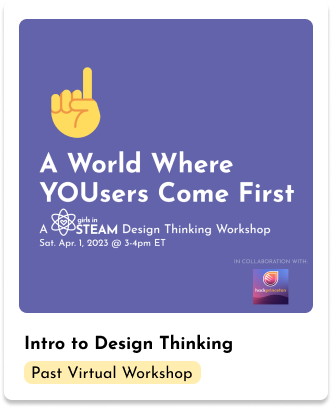 A World Where
YOUsers Come First
A girls in STEAM Design Thinking Workshop
Sat. Apr. 1, 2023 @ 3-4pm ET
IN COLLABORATION WITH
hackprinceton
Intro to Design Thinking
Past Virtual Workshop